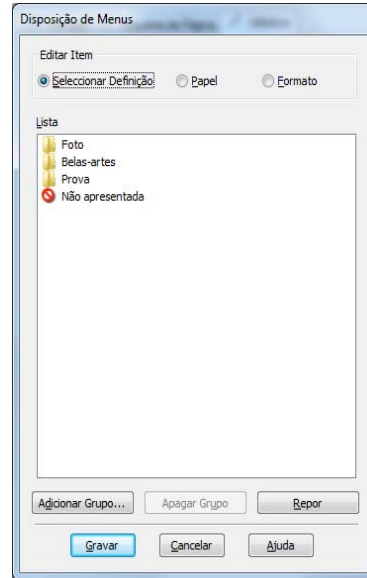 Disposição de Menus
Editar Item
Seleccionar Definição Papel Formato
Lista
Foto
Belas-artes
Prova
Não apresentada
Adicionar Grupo... Apagar Grupo Repor
Gravar Cancelar Ajuda